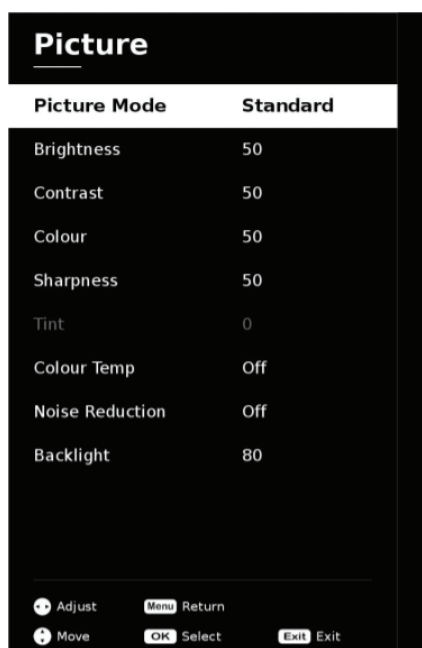 Picture
Picture Mode Standard
Brightness 50
Contrast 50
Colour 50
Sharpness 50
Tint 0
Colour Temp Off
Noise Reduction Off
Backlight 80
Adjust Menu Return
Move OK Select Exit Exit